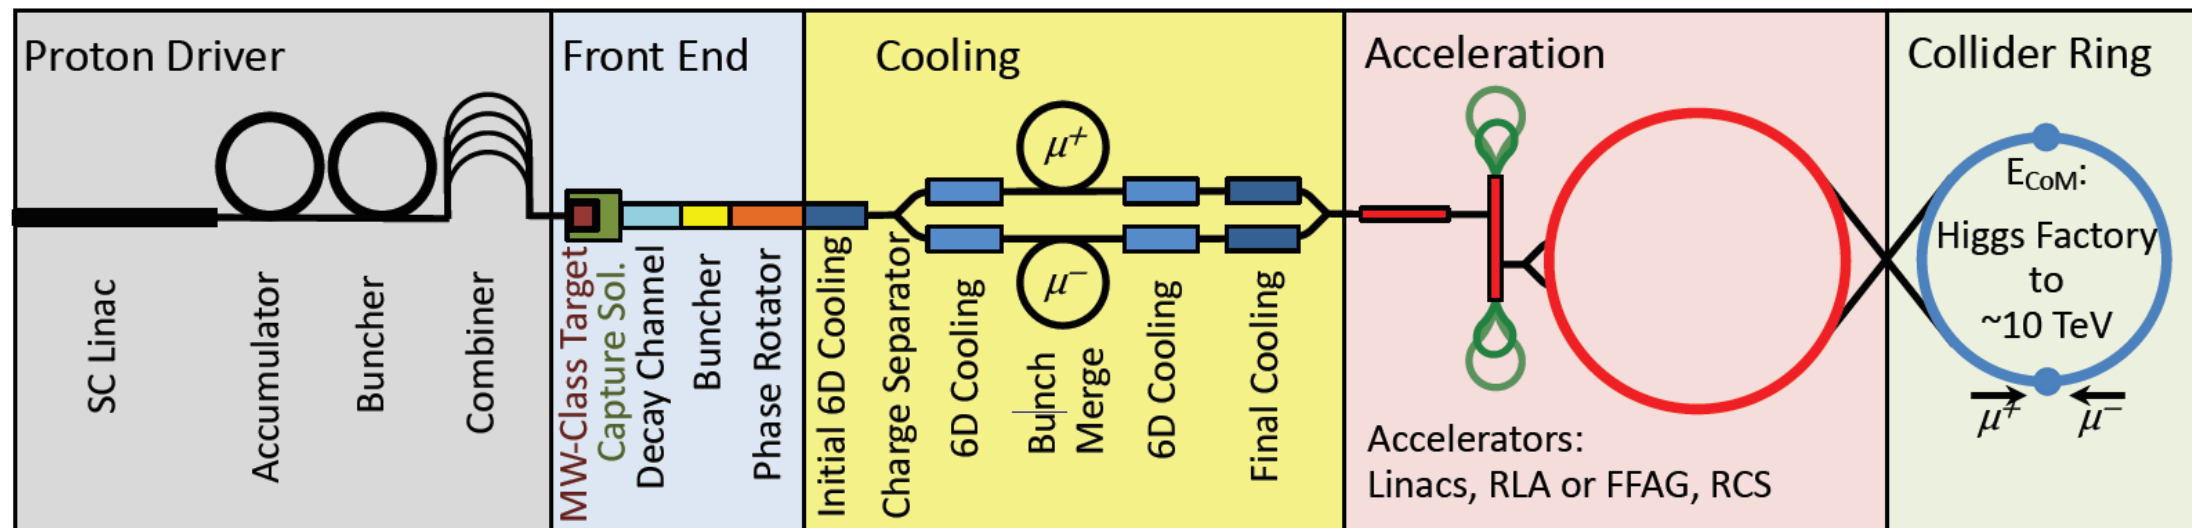 Proton Driver
SC Linac
Accumulator
Buncher
Combiner
Front End
MW-Class Target
Capture Sol.
Decay Channel
Buncher
Phase Rotator
Cooling
Initial 6D Cooling
Charge Separator
6D Cooling
μ+
μ−
Bunch
Merge
6D Cooling
Final Cooling
Acceleration
Accelerators:
Linacs, RLA or FFAG, RCS
Collider Ring
ECoM:
Higgs Factory
to
~10 TeV
μ+ μ−